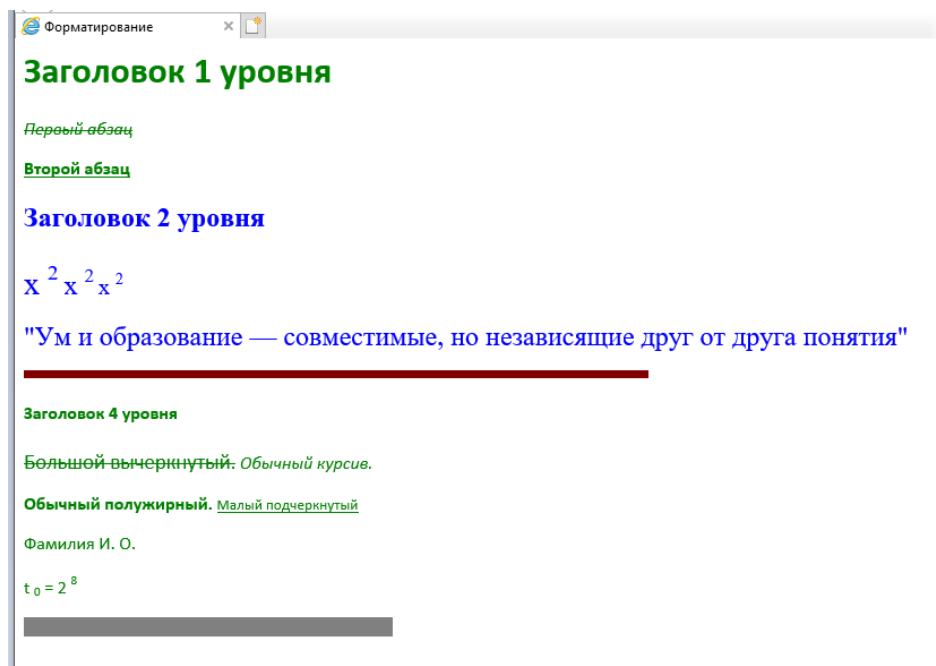 Форматирование
Заголовок 1 уровня
Первый абзац
Второй абзац
Заголовок 2 уровня
x 2 x 2 x 2
"Ум и образование — совместимые, но независящие друг от друга понятия"
Заголовок 4 уровня
Большой вычеркнутый. Обычный курсив.
Обычный полужирный. Малый подчеркнутый
Фамилия И. О.
t 0 = 2 8